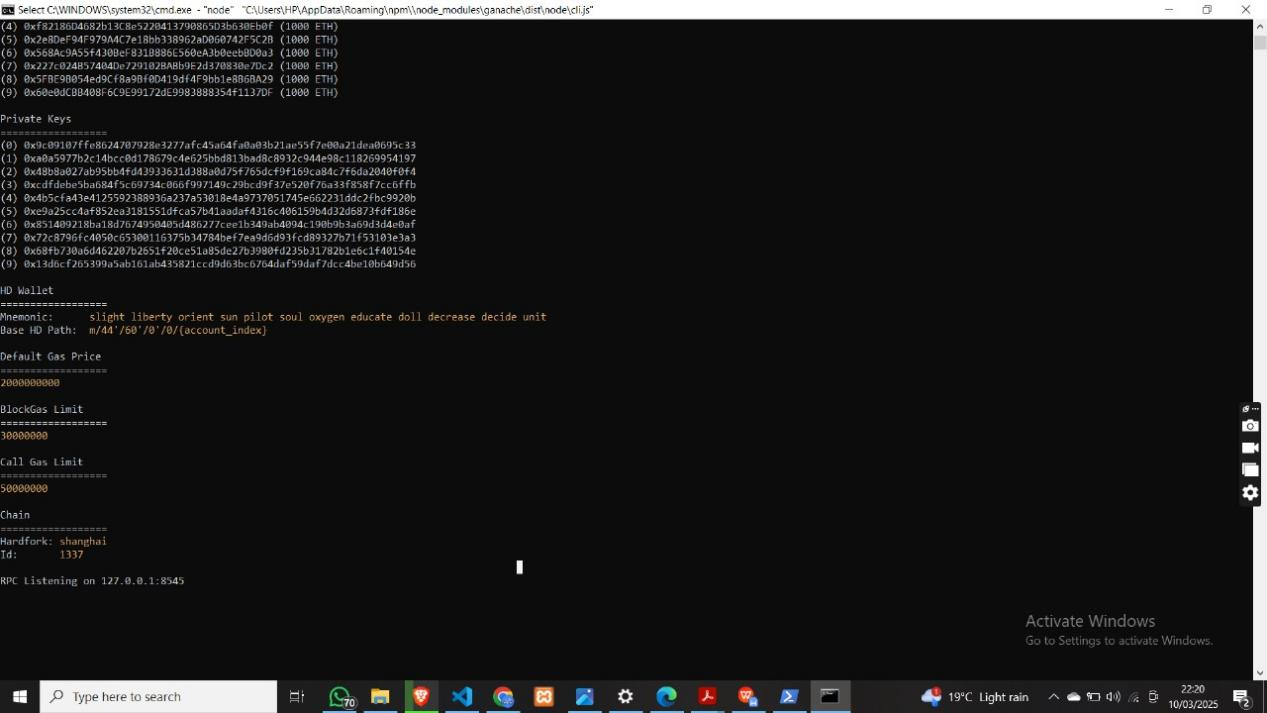 Select C:\WINDOWS\system32\cmd.exe - "node" "C:\Users\HP\AppData\Roaming\npm\\node_modules\ganache\dist\node\cli.js"
(4) 0xf82186D4682b13C8e5220413790865D3b630Eb0f (1000 ETH)
(5) 0x2e8DeF94F979A4C7e18bb338962aD060742F5C2B (1000 ETH)
(6) 0x568Ac9A55f430BeF831B886E560eA3b0eebBD0a3 (1000 ETH)
(7) 0x227c024B57404De729102BABb9E2d370830e7Dc2 (1000 ETH)
(8) 0x5FBE9B054ed9Cf8a9Bf0D419df4F9bb1e8B6BA29 (1000 ETH)
(9) 0x60e0dCBB408F6C9E99172dE9983888354f1137DF (1000 ETH)
Private Keys
==================
(0) 0x9c09107ffe8624707928e3277afc45a64fa0a03b21ae55f7e00a21dea0695c33
(1) 0xa0a5977b2c14bcc0d178679c4e625bbd813bad8c8932c944e98c118269954197
(2) 0x48b8a027ab95bb4fd43933631d388a0d75f765dcf9f169ca84c7f6da2040f0f4
(3) 0xcdfdebe5ba684f5c69734c066f997149c29bcd9f37e520f76a33f858f7cc6ffb
(4) 0x4b5cfa43e4125592388936a237a53018e4a9737051745e662231ddc2fbc9920b
(5) 0xe9a25cc4af852ea3181551dfca57b41aadaf4316c406159b4d32d6873fdf186e
(6) 0x851409218ba18d7674950405d486277cee1b349ab4094c190b9b3a69d3d4e0af
(7) 0x72c8796fc4050c65300116375b34784bef7ea9d6d93fcd89327b71f53103e3a3
(8) 0x68fb730a6d462207b2651f20ce51a85de27b3980fd235b31782b1e6c1f40154e
(9) 0x13d6cf265399a5ab161ab435821ccd9d63bc6764daf59daf7dcc4be10b649d56
HD Wallet
==================
Mnemonic: slight liberty orient sun pilot soul oxygen educate doll decrease decide unit
Base HD Path: m/44'/60'/0'/0/{account_index}
Default Gas Price
==================
2000000000
BlockGas Limit
==================
30000000
Call Gas Limit
==================
50000000
Chain
==================
Hardfork: shanghai
Id: 1337
RPC Listening on 127.0.0.1:8545
Activate Windows
Go to Settings to activate Windows.
Type here to search
70
19°C Light rain
22:20
10/03/2025
2